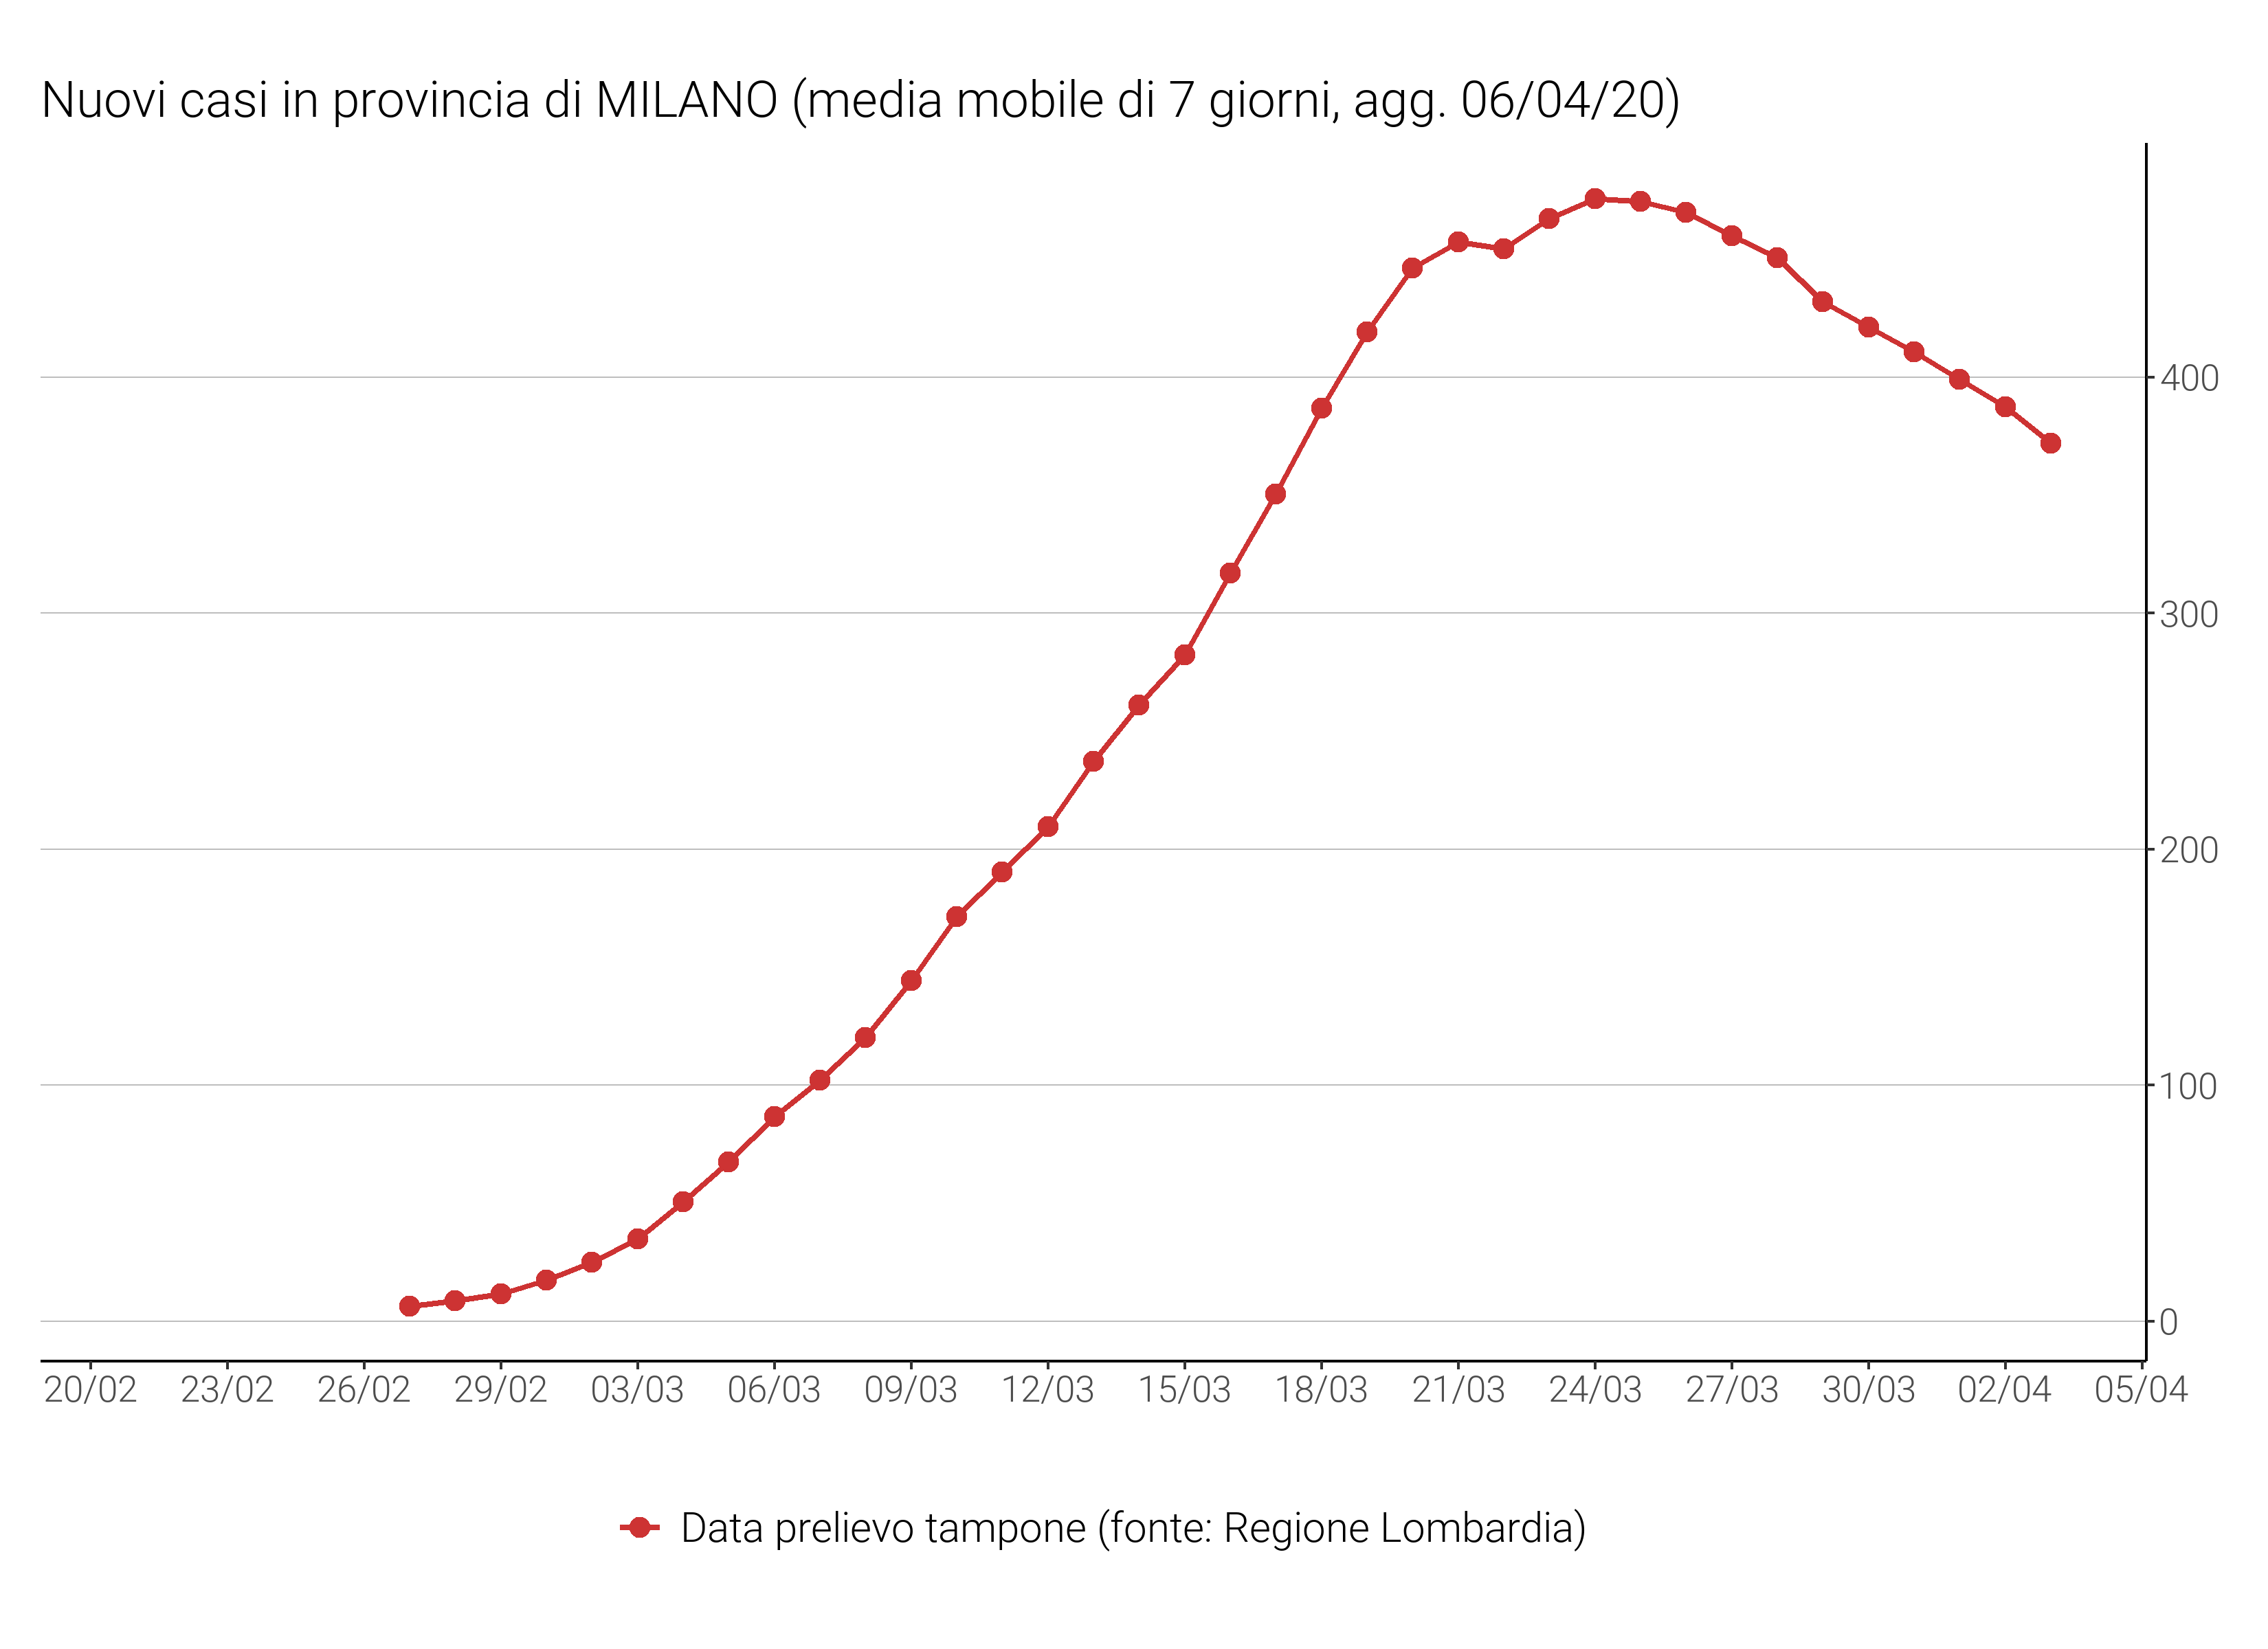 Nuovi casi in provincia di MILANO (media mobile di 7 giorni, agg. 06/04/20)
400
300
200
100
0
20/02 23/02 26/02 29/02 03/03 06/03 09/03 12/03 15/03 18/03 21/03 24/03 27/03 30/03 02/04 05/04
Data prelievo tampone (fonte: Regione Lombardia)